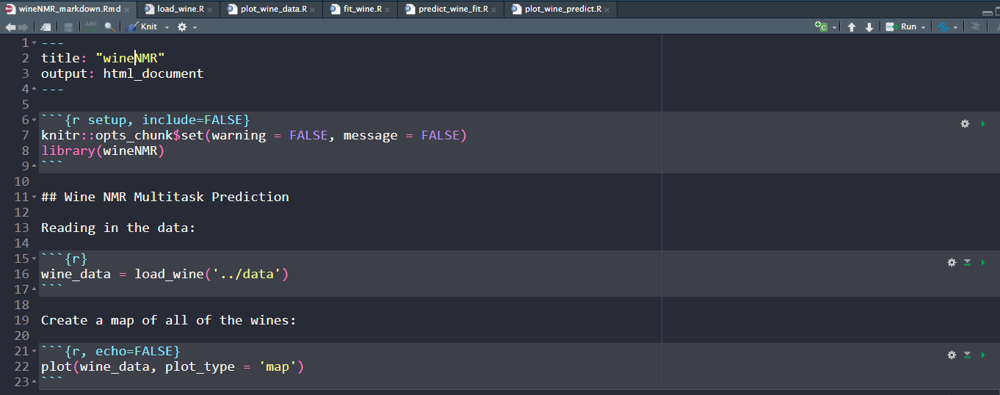 wineNMR_markdown.Rmd × load_wine.R × plot_wine_data.R × fit_wine.R × predict_wine_fit.R × plot_wine_predict.R ×
ABC Knit Run
1 ---
2 title: "wineNMR"
3 output: html_document
4 ---
5
6 ```{r setup, include=FALSE}
7 knitr::opts_chunk$set(warning = FALSE, message = FALSE)
8 library(wineNMR)
9 ```
10
11 ## Wine NMR Multitask Prediction
12
13 Reading in the data:
14
15 ```{r}
16 wine_data = load_wine('../data')
17 ```
18
19 Create a map of all of the wines:
20
21 ```{r, echo=FALSE}
22 plot(wine_data, plot_type = 'map')
23 ```